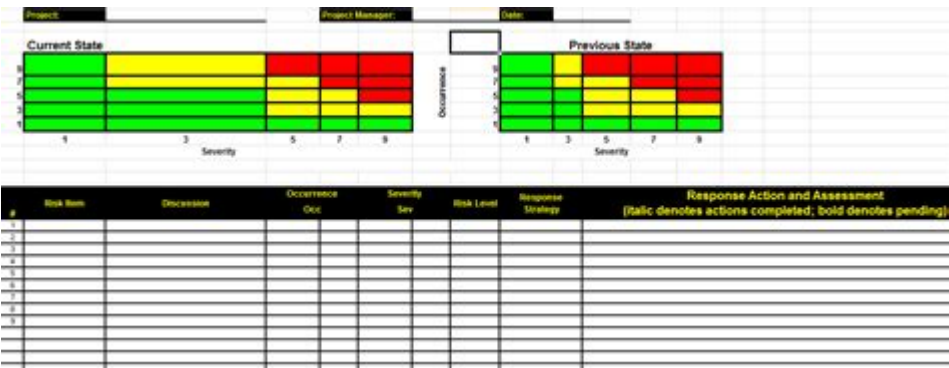 Project: Project Manager: Date:
Current State Previous State
Occurrence
9 9
7 7
5 5
3 3
1 1
1 3 5 7 9 1 3 5 7 9
Severity Severity
# Risk Item Discussion Occurrence Occ Severity Sev Risk Level Response Strategy Response Action and Assessment
(italic denotes actions completed; bold denotes pending)
1
2
3
4
5
6
7
8
9